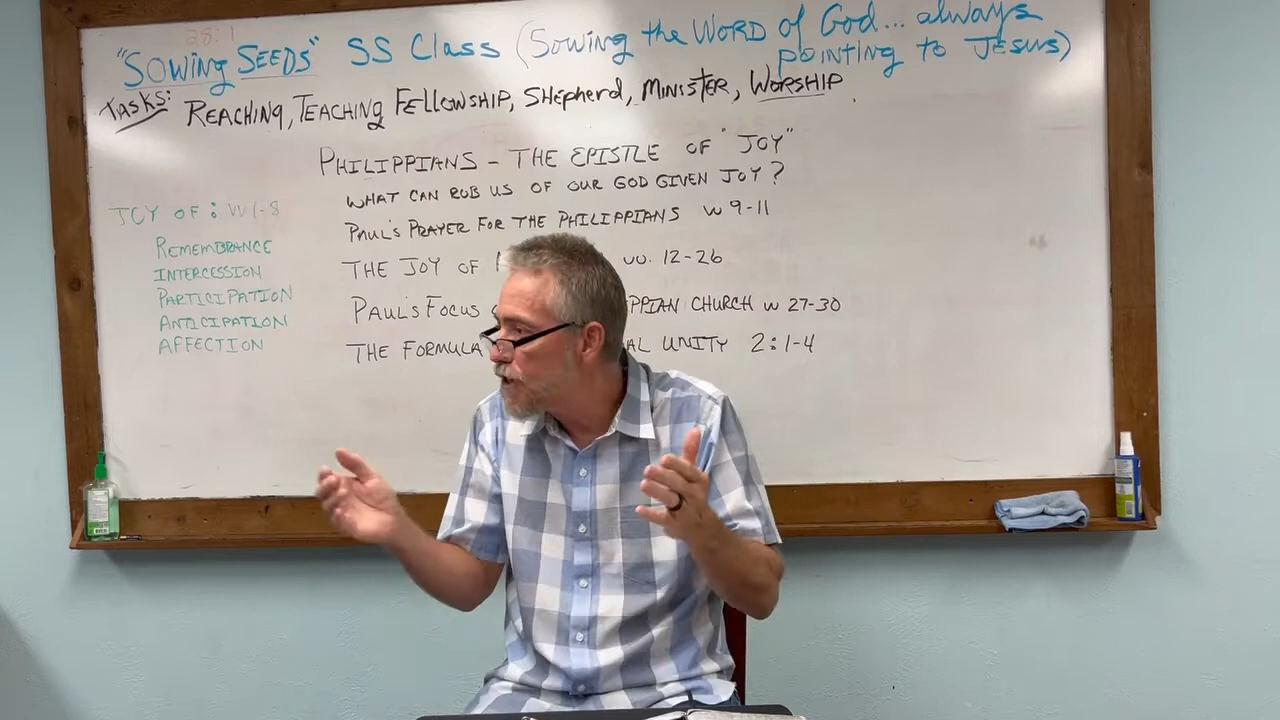 28:1
"SOWING SEEDS" SS CLASS (SOWING THE WORD OF GOD... always
pointing to JESUS)
TASKS: REACHING, TEACHING FELLOWSHIP, SHEPHERD, MINISTER, WORSHIP
PHILIPPIANS - THE EPISTLE OF "JOY"
WHAT CAN ROB US OF OUR GOD GIVEN JOY?
JOY OF: VV 1-8
PAUL'S PRAYER FOR THE PHILIPPIANS vv 9-11
REMEMBRANCE
THE JOY OF VV. 12-26
INTERCESSION
PARTICIPATION
PAUL'S FOCUS PPIAN CHURCH vv 27-30
ANTICIPATION
AFFECTION
THE FORMULA AL UNITY 2:1-4